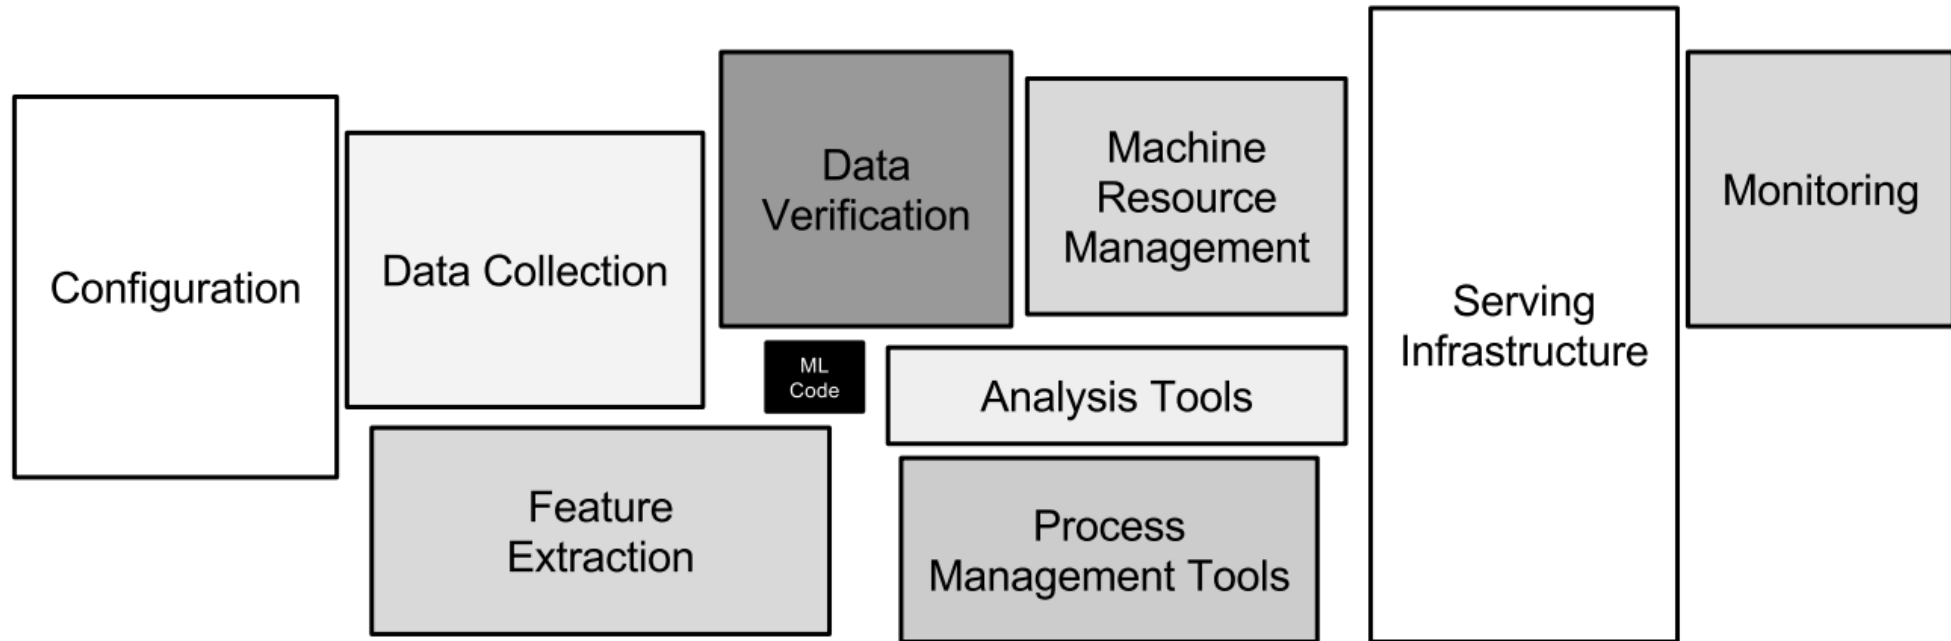 Configuration
Data Collection
Feature
Extraction
Data
Verification
ML
Code
Machine
Resource
Management
Analysis Tools
Process
Management Tools
Serving
Infrastructure
Monitoring